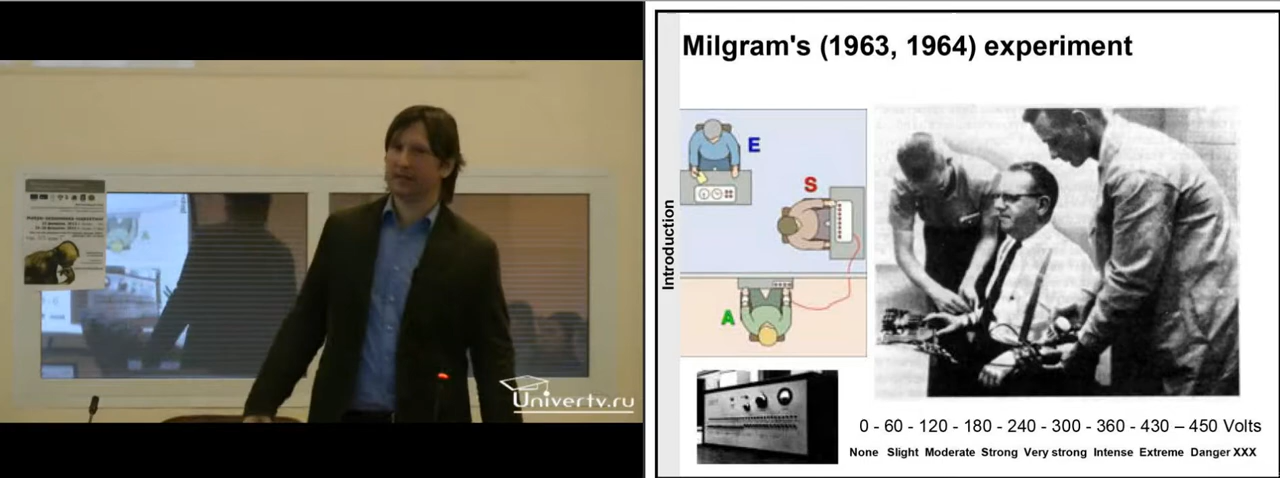 Univertv.ru
Milgram's (1963, 1964) experiment
Introduction
E
S
A
0 - 60 - 120 - 180 - 240 - 300 - 360 - 430 – 450 Volts
None Slight Moderate Strong Very strong Intense Extreme Danger XXX